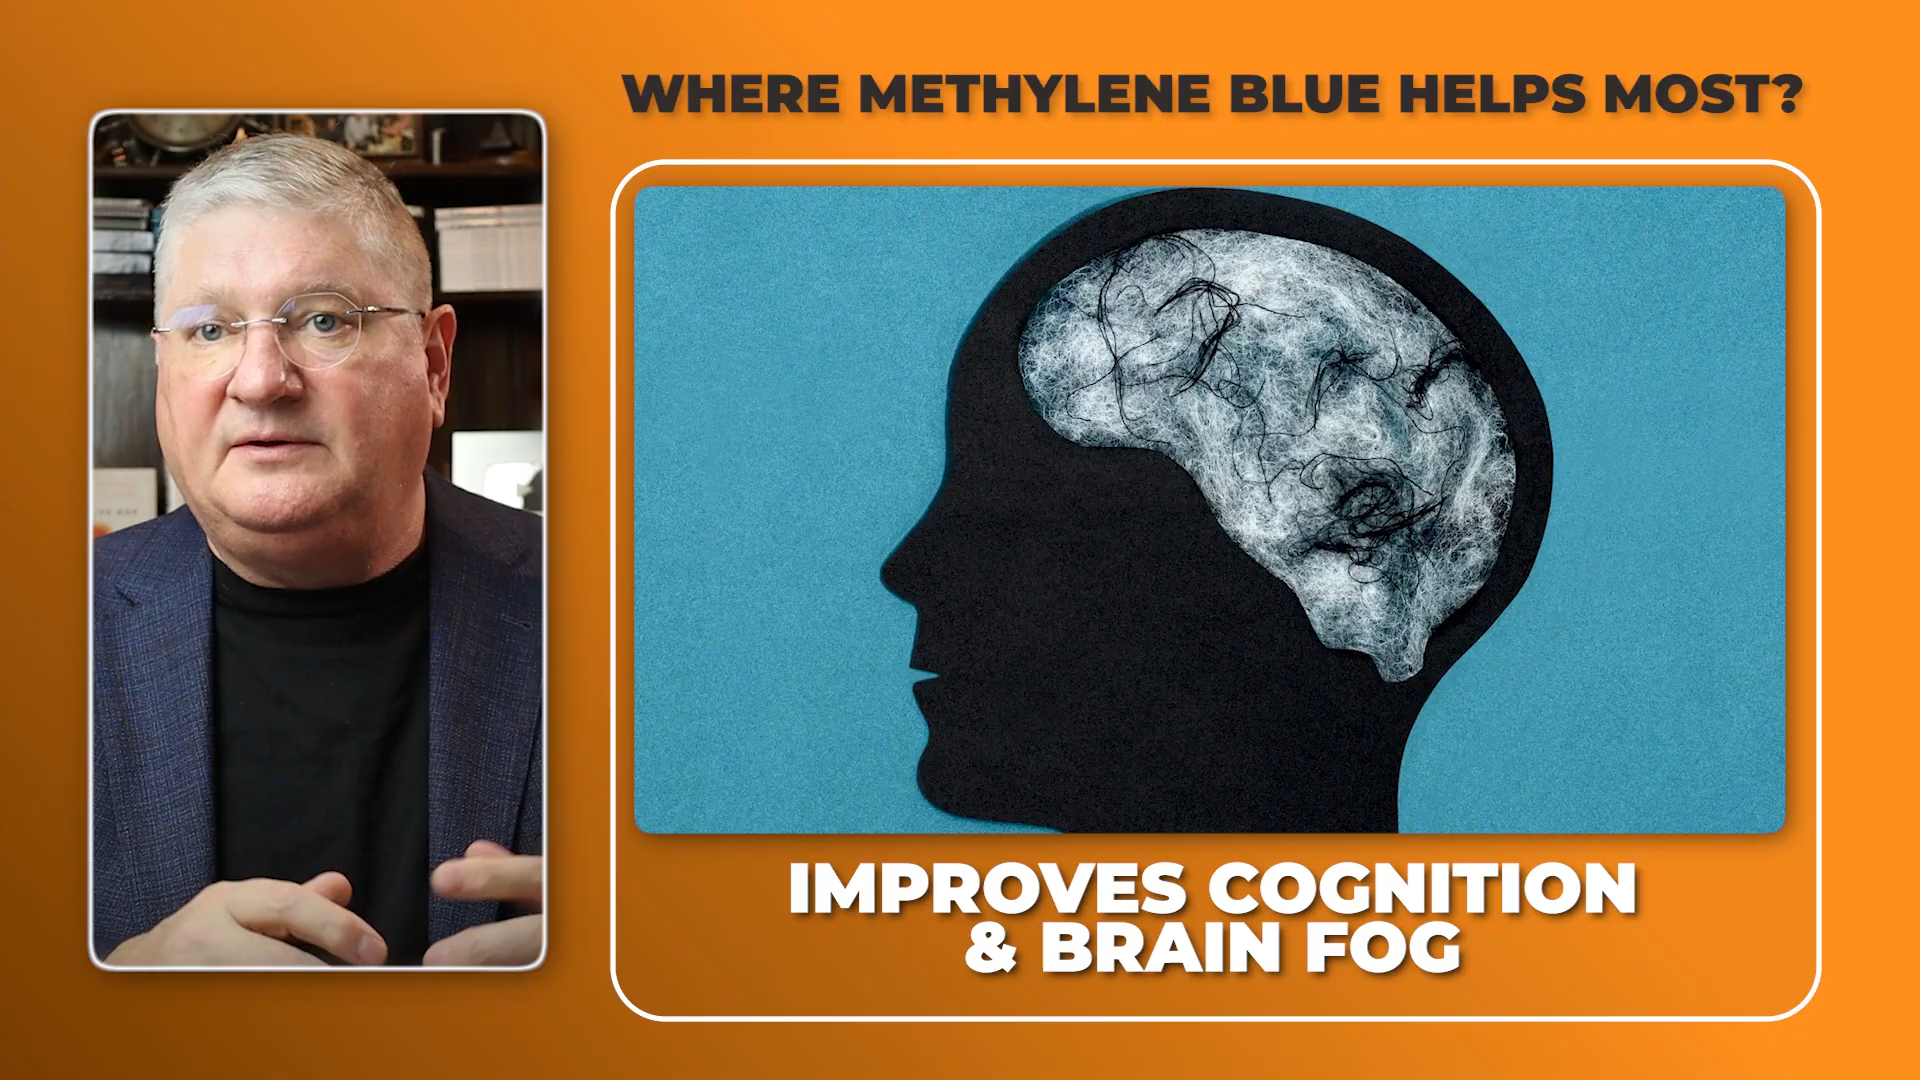 WHERE METHYLENE BLUE HELPS MOST?
IMPROVES COGNITION
& BRAIN FOG